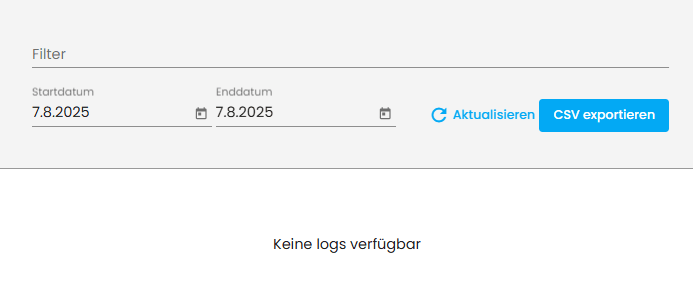 Filter
Startdatum
Enddatum
7.8.2025
7.8.2025
Aktualisieren
CSV exportieren
Keine logs verfügbar